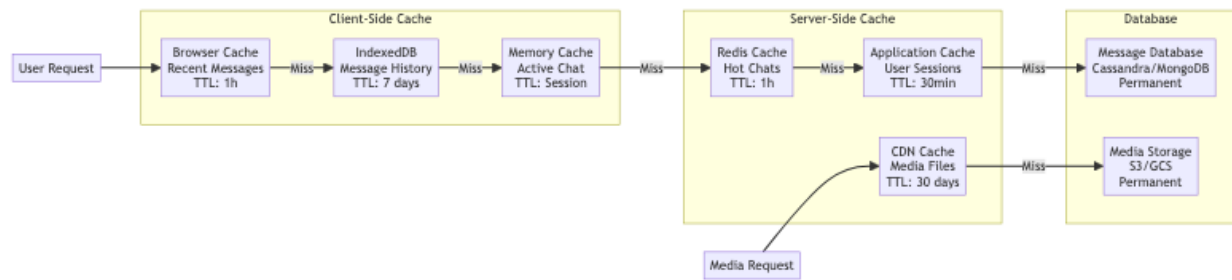 Client-Side Cache
Server-Side Cache
Database
User Request
Browser Cache
Recent Messages
TTL: 1h
Miss
IndexedDB
Message History
TTL: 7 days
Miss
Memory Cache
Active Chat
TTL: Session
Miss
Redis Cache
Hot Chats
TTL: 1h
Miss
Application Cache
User Sessions
TTL: 30min
Miss
Message Database
Cassandra/MongoDB
Permanent
CDN Cache
Media Files
TTL: 30 days
Miss
Media Storage
S3/GCS
Permanent
Media Request